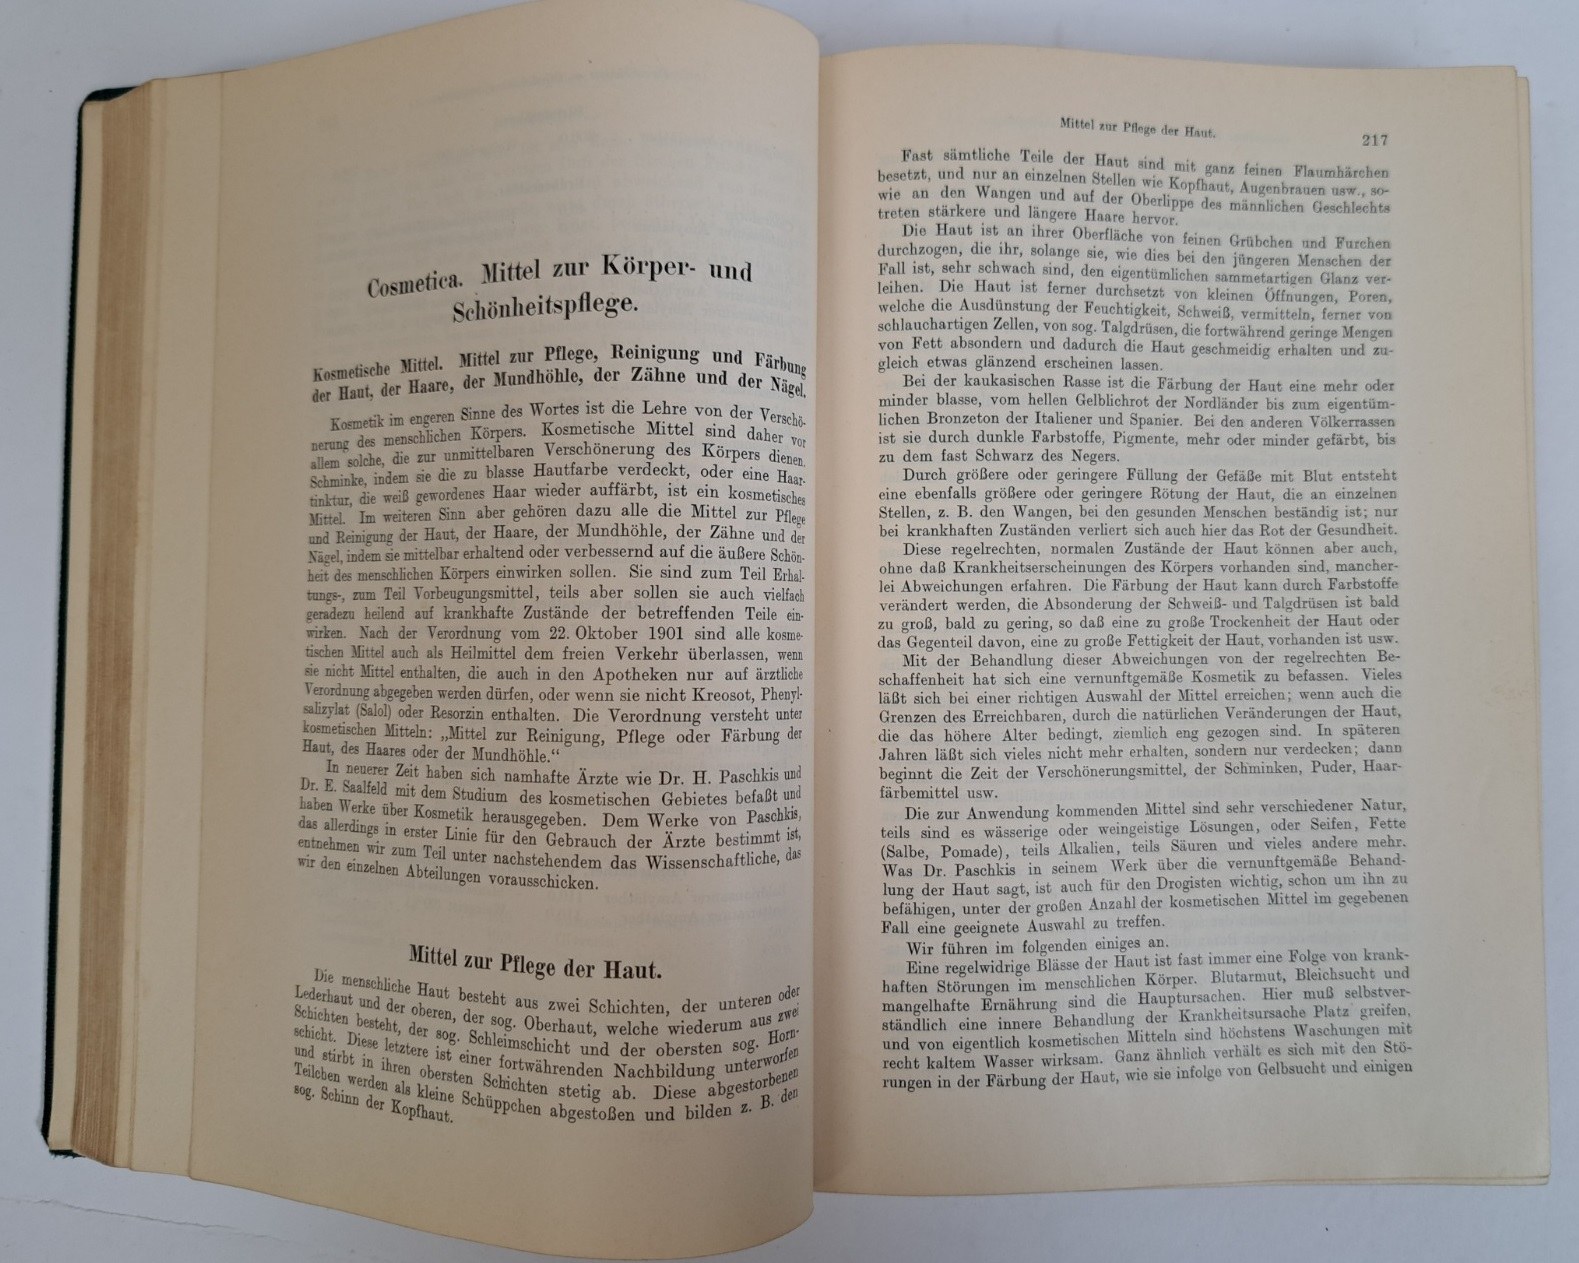 Cosmetica. Mittel zur Körper- und
Schönheitspflege.
Kosmetische Mittel. Mittel zur Pflege, Reinigung und Färbung
der Haut, der Haare, der Mundhöhle, der Zähne und der Nägel.
Kosmetik im engeren Sinne des Wortes ist die Lehre von der Verschö-
nerung des menschlichen Körpers. Kosmetische Mittel sind daher vor
allem solche, die zur unmittelbaren Verschönerung des Körpers dienen.
Schminke, indem sie die zu blasse Hautfarbe verdeckt, oder eine Haar-
tinktur, die weiß gewordenes Haar wieder auffärbt, ist ein kosmetisches
Mittel. Im weiteren Sinn aber gehören dazu alle die Mittel zur Pflege
und Reinigung der Haut, der Haare, der Mundhöhle, der Zähne und der
Nägel, indem sie mittelbar erhaltend oder verbessernd auf die äußere Schön-
heit des menschlichen Körpers einwirken sollen. Sie sind zum Teil Erhal-
tungs-, zum Teil Vorbeugungsmittel, teils aber sollen sie auch vielfach
geradezu heilend auf krankhafte Zustände der betreffenden Teile ein-
wirken. Nach der Verordnung vom 22. Oktober 1901 sind alle kosme-
tischen Mittel auch als Heilmittel dem freien Verkehr überlassen, wenn
sie nicht Mittel enthalten, die auch in den Apotheken nur auf ärztliche
Verordnung abgegeben werden dürfen, oder wenn sie nicht Kreosot, Phenyl-
salizylat (Salol) oder Resorzin enthalten. Die Verordnung versteht unter
kosmetischen Mitteln: „Mittel zur Reinigung, Pflege oder Färbung der
Haut, des Haares oder der Mundhöhle.“
In neuerer Zeit haben sich namhafte Ärzte wie Dr. H. Paschkis und
Dr. E. Saalfeld mit dem Studium des kosmetischen Gebietes befaßt und
haben Werke über Kosmetik herausgegeben. Dem Werke von Paschkis,
das allerdings in erster Linie für den Gebrauch der Ärzte bestimmt ist,
entnehmen wir zum Teil unter nachstehendem das Wissenschaftliche, das
wir den einzelnen Abteilungen vorausschicken.
Mittel zur Pflege der Haut.
Die menschliche Haut besteht aus zwei Schichten, der unteren oder
Lederhaut und der oberen, der sog. Oberhaut, welche wiederum aus zwei
Schichten besteht, der sog. Schleimschicht und der obersten sog. Horn-
schicht. Diese letztere ist einer fortwährenden Nachbildung unterworfen
und stirbt in ihren obersten Schichten stetig ab. Diese abgestorbenen
Teilchen werden als kleine Schüppchen abgestoßen und bilden z. B. den
sog. Schinn der Kopfhaut.
Mittel zur Pflege der Haut. 217
Fast sämtliche Teile der Haut sind mit ganz feinen Flaumhärchen
besetzt, und nur an einzelnen Stellen wie Kopfhaut, Augenbrauen usw., so-
wie an den Wangen und auf der Oberlippe des männlichen Geschlechts
treten stärkere und längere Haare hervor.
Die Haut ist an ihrer Oberfläche von feinen Grübchen und Furchen
durchzogen, die ihr, solange sie, wie dies bei den jüngeren Menschen der
Fall ist, sehr schwach sind, den eigentümlichen sammetartigen Glanz ver-
leihen. Die Haut ist ferner durchsetzt von kleinen Öffnungen, Poren,
welche die Ausdünstung der Feuchtigkeit, Schweiß, vermitteln, ferner von
schlauchartigen Zellen, von sog. Talgdrüsen, die fortwährend geringe Mengen
von Fett absondern und dadurch die Haut geschmeidig erhalten und zu-
gleich etwas glänzend erscheinen lassen.
Bei der kaukasischen Rasse ist die Färbung der Haut eine mehr oder
minder blasse, vom hellen Gelblichrot der Nordländer bis zum eigentüm-
lichen Bronzeton der Italiener und Spanier. Bei den anderen Völkerrassen
ist sie durch dunkle Farbstoffe, Pigmente, mehr oder minder gefärbt, bis
zu dem fast Schwarz des Negers.
Durch größere oder geringere Füllung der Gefäße mit Blut entsteht
eine ebenfalls größere oder geringere Rötung der Haut, die an einzelnen
Stellen, z. B. den Wangen, bei den gesunden Menschen beständig ist; nur
bei krankhaften Zuständen verliert sich auch hier das Rot der Gesundheit.
Diese regelrechten, normalen Zustände der Haut können aber auch,
ohne daß Krankheitserscheinungen des Körpers vorhanden sind, mancher-
lei Abweichungen erfahren. Die Färbung der Haut kann durch Farbstoffe
verändert werden, die Absonderung der Schweiß- und Talgdrüsen ist bald
zu groß, bald zu gering, so daß eine zu große Trockenheit der Haut oder
das Gegenteil davon, eine zu große Fettigkeit der Haut, vorhanden ist usw.
Mit der Behandlung dieser Abweichungen von der regelrechten Be-
schaffenheit hat sich eine vernunftgemäße Kosmetik zu befassen. Vieles
läßt sich bei einer richtigen Auswahl der Mittel erreichen; wenn auch die
Grenzen des Erreichbaren, durch die natürlichen Veränderungen der Haut,
die das höhere Alter bedingt, ziemlich eng gezogen sind. In späteren
Jahren läßt sich vieles nicht mehr erhalten, sondern nur verdecken; dann
beginnt die Zeit der Verschönerungsmittel, der Schminken, Puder, Haar-
färbemittel usw.
Die zur Anwendung kommenden Mittel sind sehr verschiedener Natur,
teils sind es wässerige oder weingeistige Lösungen, oder Seifen, Fette
(Salbe, Pomade), teils Alkalien, teils Säuren und vieles andere mehr.
Was Dr. Paschkis in seinem Werk über die vernunftgemäße Behand-
lung der Haut sagt, ist auch für den Drogisten wichtig, schon um ihn zu
befähigen, unter der großen Anzahl der kosmetischen Mittel im gegebenen
Fall eine geeignete Auswahl zu treffen.
Wir führen im folgenden einiges an.
Eine regelwidrige Blässe der Haut ist fast immer eine Folge von krank-
haften Störungen im menschlichen Körper. Blutarmut, Bleichsucht und
mangelhafte Ernährung sind die Hauptursachen. Hier muß selbstver-
ständlich eine innere Behandlung der Krankheitsursache Platz greifen,
und von eigentlich kosmetischen Mitteln sind höchstens Waschungen mit
recht kaltem Wasser wirksam. Ganz ähnlich verhält es sich mit den Stö-
rungen in der Färbung der Haut, wie sie infolge von Gelbsucht und einigen